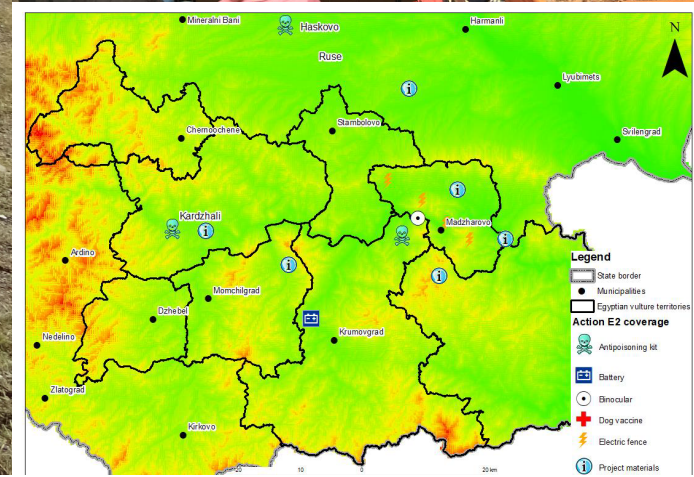 Mineralni Bani
Haskovo
Harmanli
N
Ruse
Lyubimets
Stambolovo
Chernoochene
Svilengrad
Kardzhali
Madzharovo
Ardino
Momchilgrad
Dzhebel
Krumovgrad
Nedelino
Zlatograd
Kirkovo
20 10 0 20 km
Legend
State border
Municipalities
Egyptian vulture territories
Action E2 coverage
Antipoisoning kit
Battery
Binocular
Dog vaccine
Electric fence
Project materials